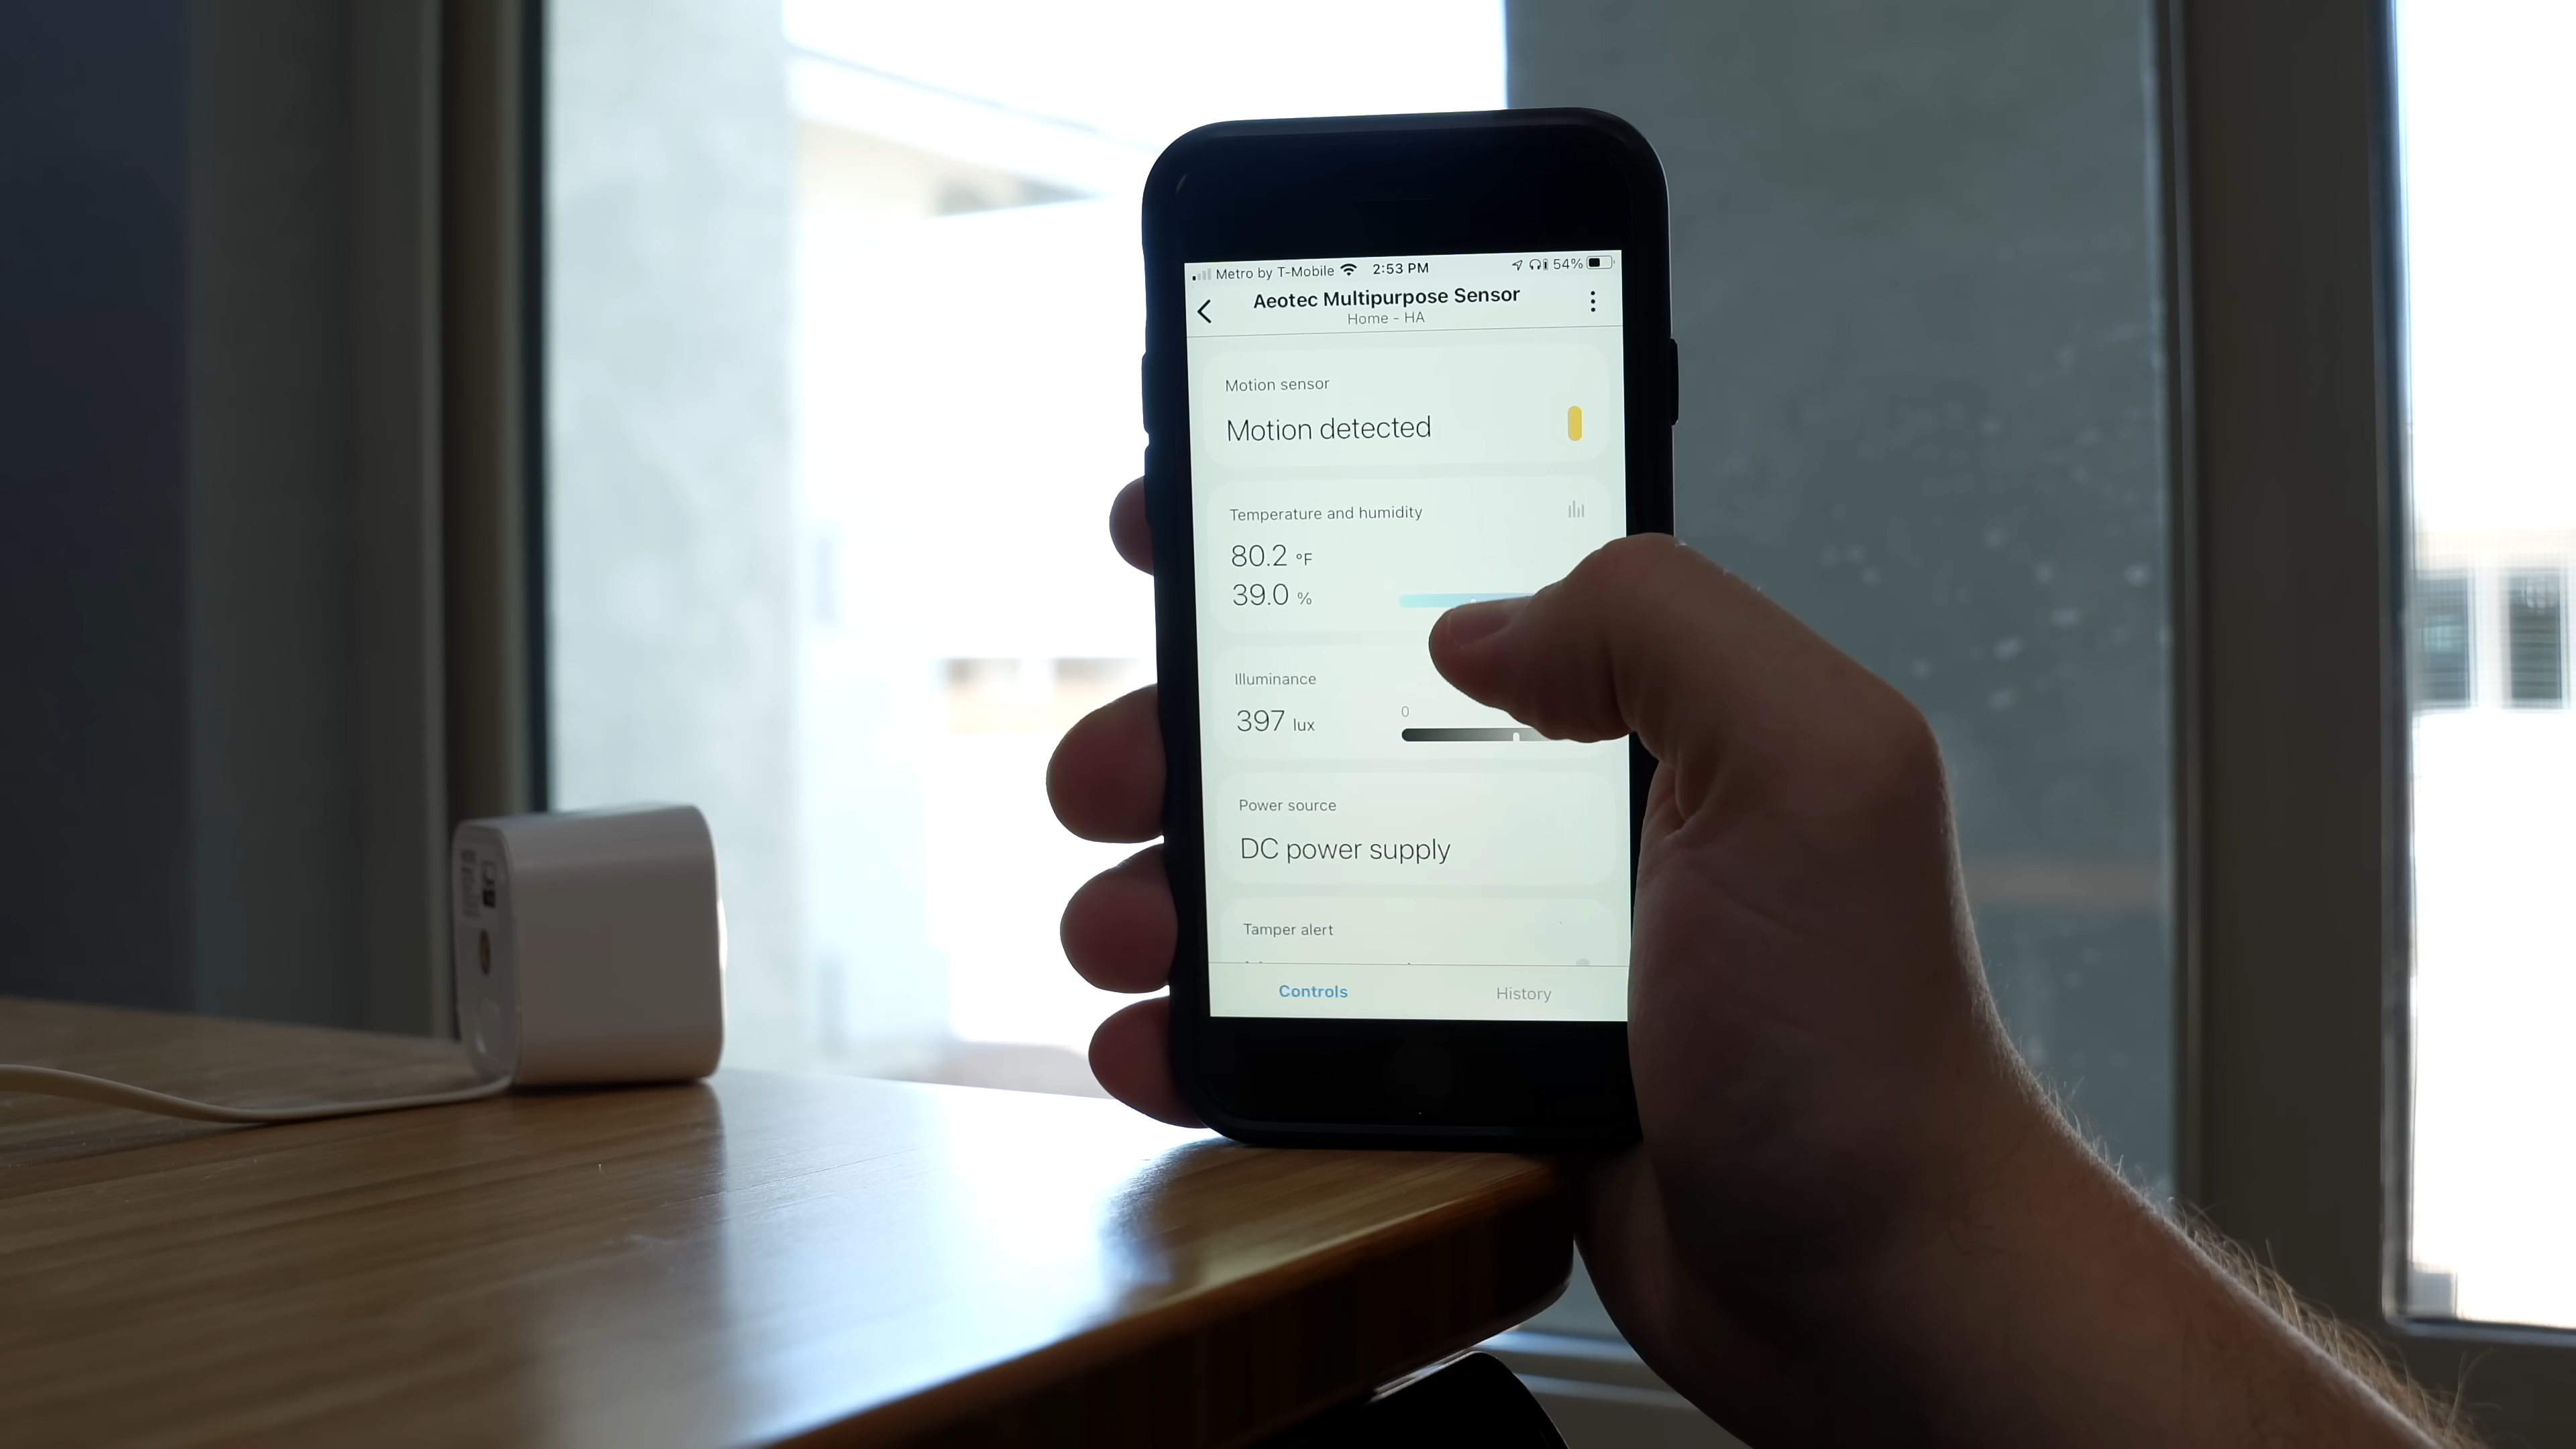 Metro by T-Mobile 2:53 PM 54%
Aeotec Multipurpose Sensor
Home - HA
Motion sensor
Motion detected
Temperature and humidity
80.2 °F
39.0 %
Illuminance
397 lux
0
Power source
DC power supply
Tamper alert
Controls History